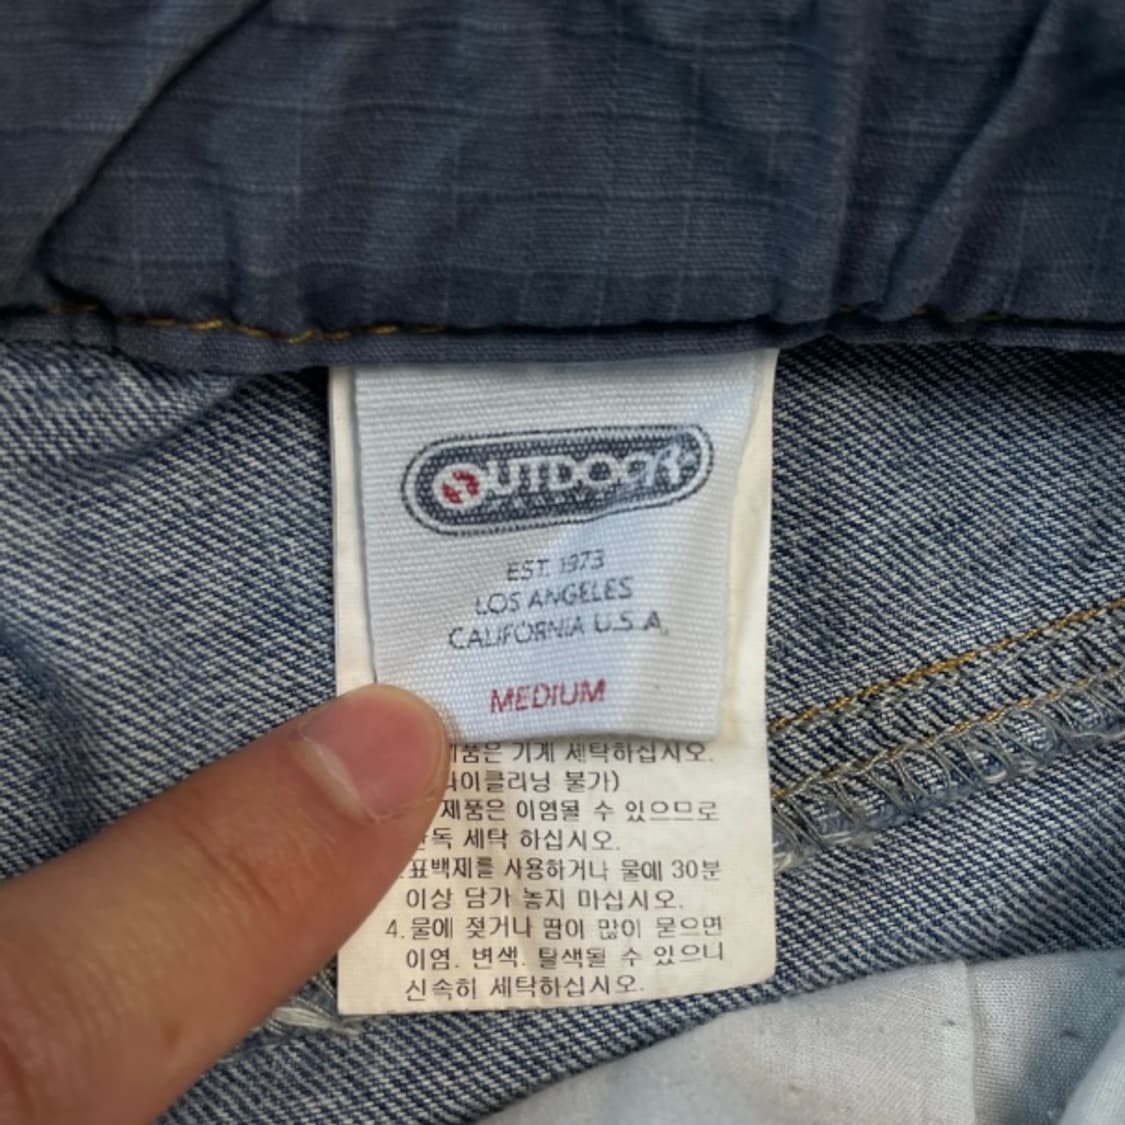 OUTDOOR
EST. 1973
LOS ANGELES
CALIFORNIA U.S.A.
MEDIUM
제품은 기계 세탁하십시오.
라이클리닝 불가)
제품은 이염될 수 있으므로
단독 세탁 하십시오.
표백제를 사용하거나 물에 30분
이상 담가 놓지 마십시오.
4. 물에 젖거나 땀이 많이 묻으면
이염. 변색. 탈색될 수 있으니
신속히 세탁하십시오.